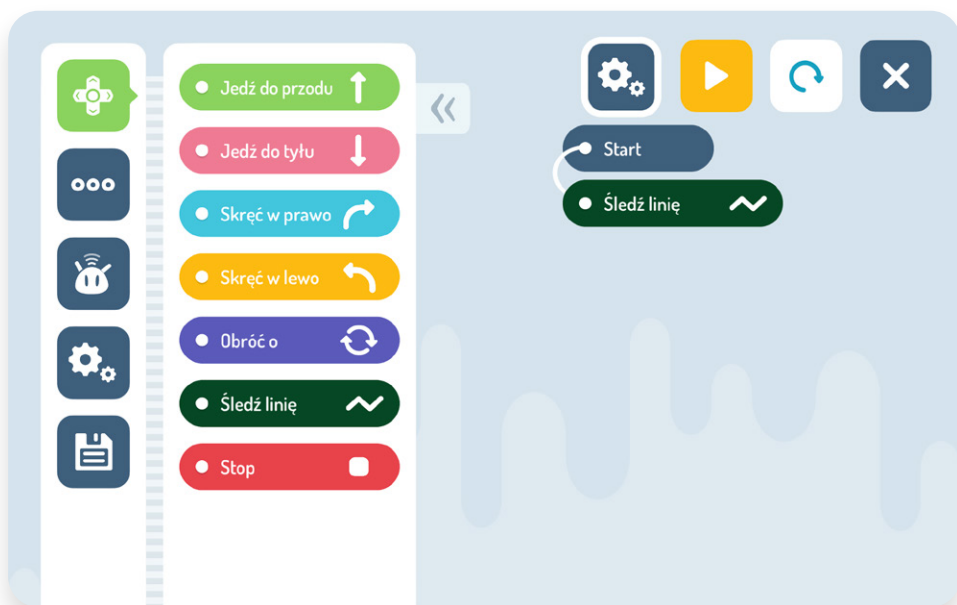 Jedź do przodu
Jedź do tyłu
Skręć w prawo
Skręć w lewo
Obróć o
Śledź linię
Stop
Start
Śledź linię